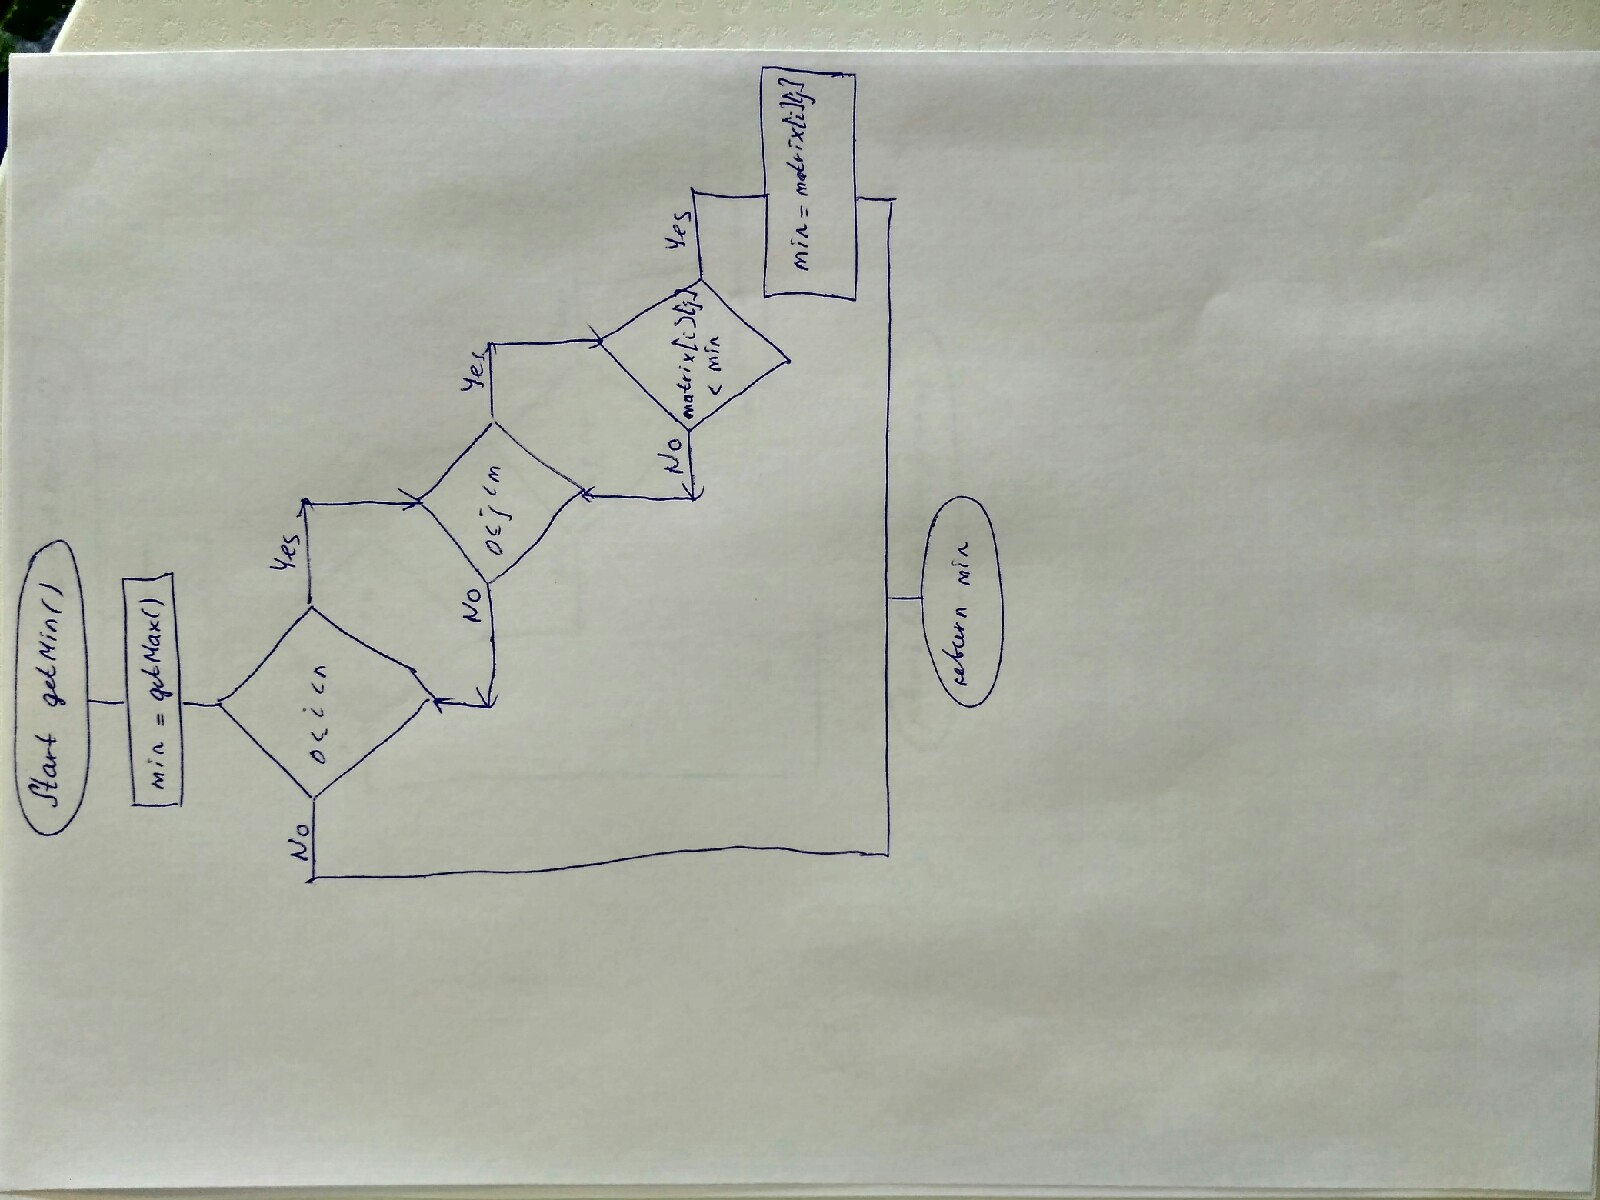 Start getMin()
min = getMax()
0 ≤ i < n
Yes
No
0 ≤ j < m
Yes
No
matrix[i][j]
< min
Yes
No
min = matrix[i][j]
return min